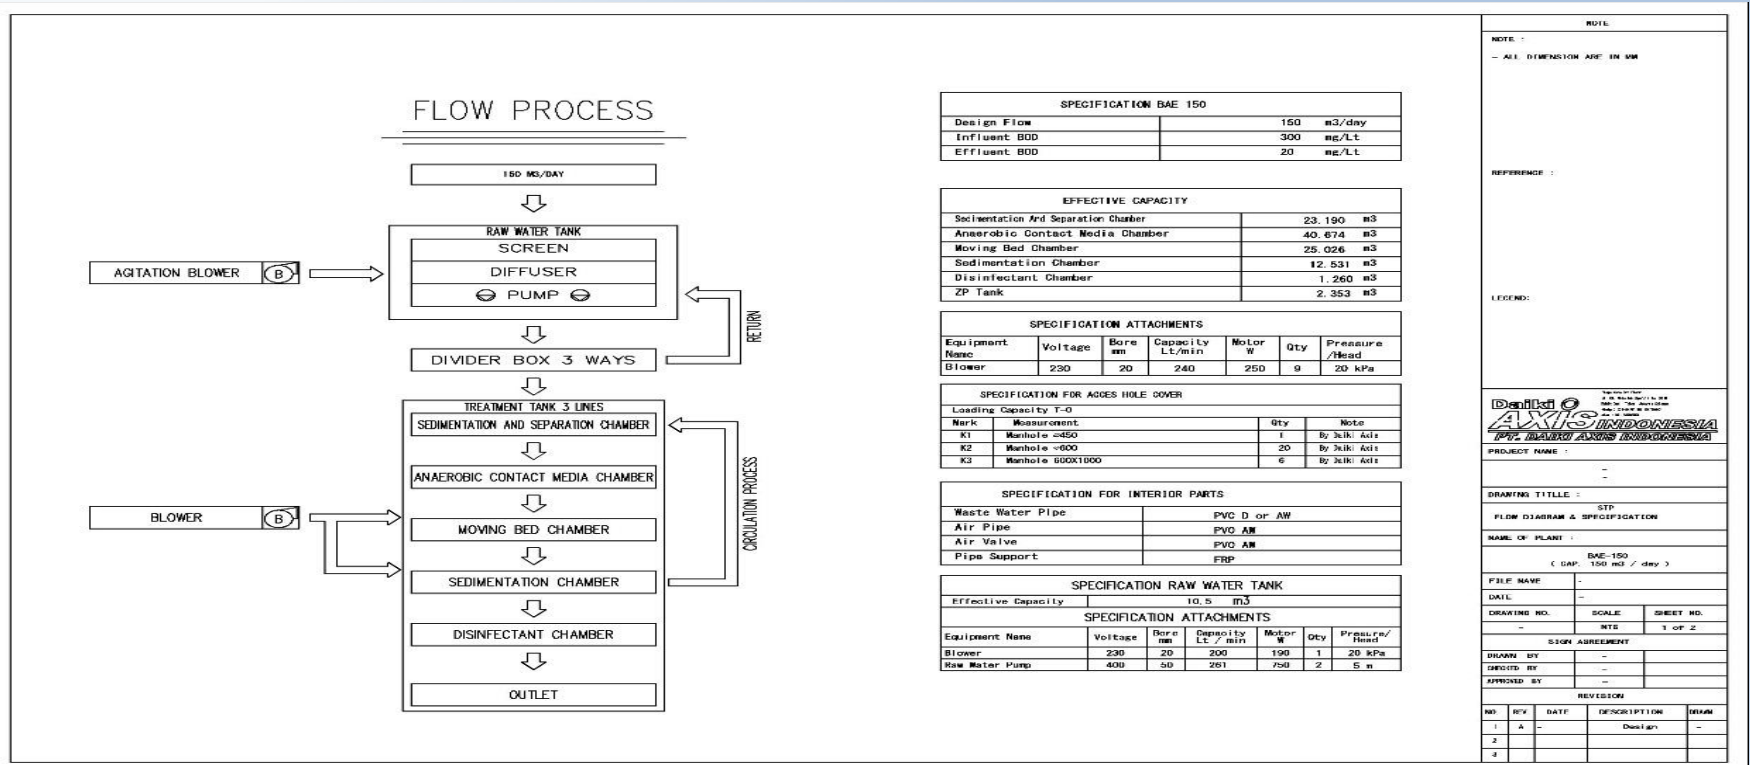 FLOW PROCESS
150 M3/DAY
RAW WATER TANK
SCREEN
DIFFUSER
PUMP
AGITATION BLOWER B
RETURN
DIVIDER BOX 3 WAYS
TREATMENT TANK 3 LINES
SEDIMENTATION AND SEPARATION CHAMBER
ANAEROBIC CONTACT MEDIA CHAMBER
BLOWER B
MOVING BED CHAMBER
CIRCULATION PROCESS
SEDIMENTATION CHAMBER
DISINFECTANT CHAMBER
OUTLET
SPECIFICATION BAE 150
Design Flow 150 m3/day
Influent BOD 300 mg/Lt
Effluent BOD 20 mg/Lt
EFFECTIVE CAPACITY
Sedimentation And Separation Chamber 23.190 m3
Anaerobic Contact Media Chamber 40.674 m3
Moving Bed Chamber 25.026 m3
Sedimentation Chamber 12.531 m3
Disinfectant Chamber 1.260 m3
ZP Tank 2.353 m3
SPECIFICATION ATTACHMENTS
Equipment Name Voltage Bore mm Capacity Lt/min Motor W Qty Pressure /Head
Blower 230 20 240 250 9 20 kPa
SPECIFICATION FOR ACCES HOLE COVER
Loading Capacity T-0
Mark Measurement Qty Note
K1 Manhole 450 1 By Daiki Axis
K2 Manhole 600 20 By Daiki Axis
K3 Manhole 600X1000 6 By Daiki Axis
SPECIFICATION FOR INTERIOR PARTS
Waste Water Pipe PVC D or AW
Air Pipe PVC AW
Air Valve PVC AW
Pipe Support FRP
SPECIFICATION RAW WATER TANK
Effective Capacity 10,5 m3
SPECIFICATION ATTACHMENTS
Equipment Name Voltage Bore mm Capacity Lt / min Motor W Qty Pressure/ Head
Blower 230 20 200 190 1 20 kPa
Raw Water Pump 400 50 261 750 2 5 m
NOTE
NOTE :
- ALL DIMENSION ARE IN MM
REFERENCE :
LEGEND:
Daiki
AXIS INDONESIA
PT. DAIKI AXIS INDONESIA
PROJECT NAME :
-
-
DRAWING TITLLE :
STP
FLOW DIAGRAM & SPECIFICATION
NAME OF PLANT :
BAE-150
( CAP. 150 m3 / day )
FILE NAME -
DATE -
DRAWING NO. SCALE SHEET NO.
- NTS 1 of 2
SIGN AGREEMENT
DRAWN BY -
CHECKED BY -
APPROVED BY -
REVISION
NO REV DATE DESCRIPTION DRAWN
1 A - Design -
2
3